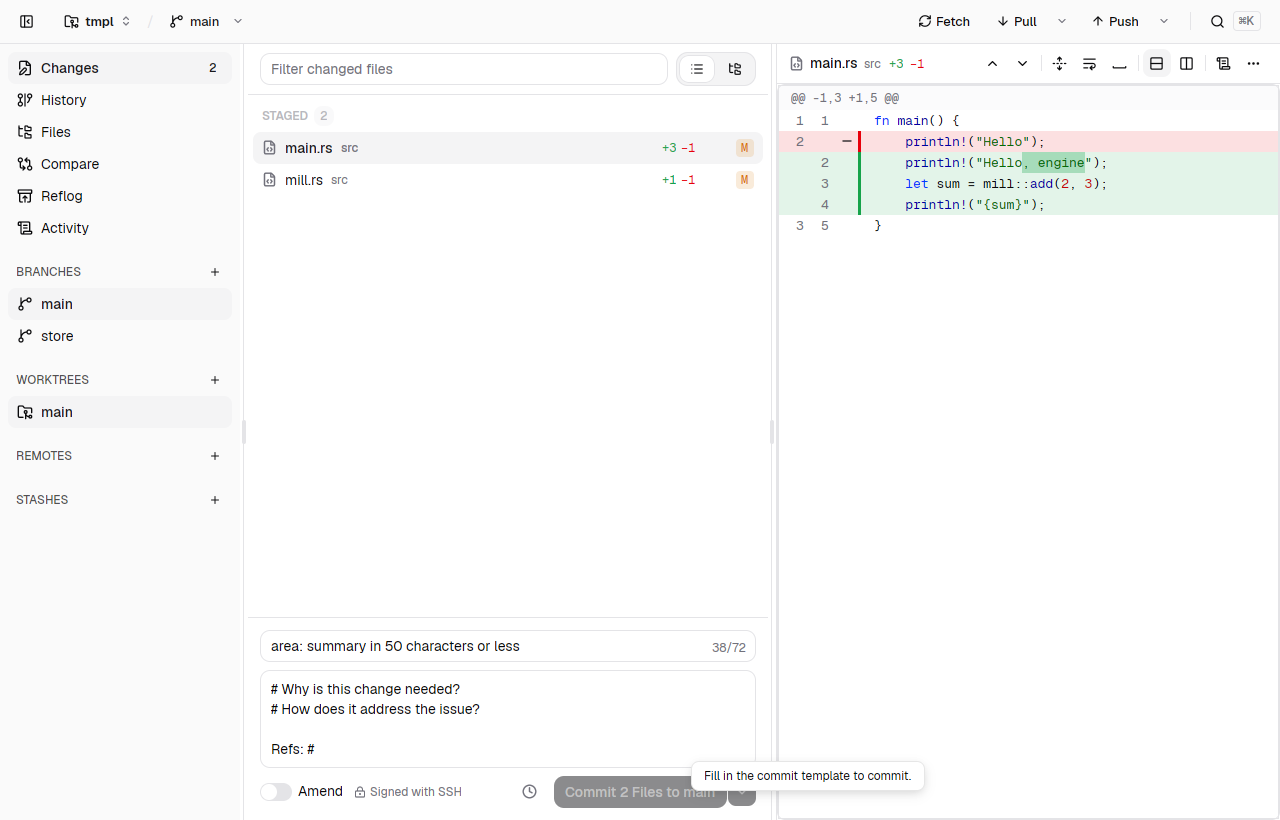 tmpl / main Fetch Pull Push ⌘K
Changes 2
History
Files
Compare
Reflog
Activity
BRANCHES +
main
store
WORKTREES +
main
REMOTES +
STASHES +
Filter changed files
STAGED 2
main.rs src +3 −1 M
mill.rs src +1 −1 M
area: summary in 50 characters or less 38/72
# Why is this change needed?
# How does it address the issue?
Refs: #
Amend Signed with SSH Commit 2 Files to main
Fill in the commit template to commit.
main.rs src +3 −1
@@ -1,3 +1,5 @@
1 1 fn main() {
2 − println!("Hello");
2 println!("Hello, engine");
3 let sum = mill::add(2, 3);
4 println!("{sum}");
3 5 }